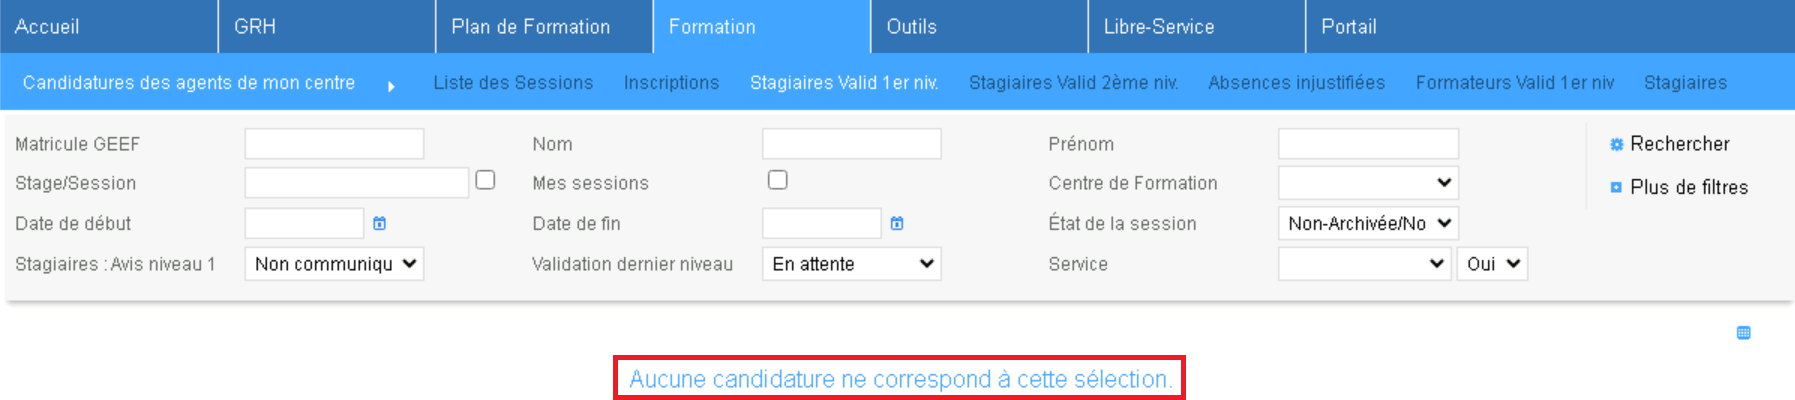 Accueil GRH Plan de Formation Formation Outils Libre-Service Portail
Candidatures des agents de mon centre Liste des Sessions Inscriptions Stagiaires Valid 1er niv. Stagiaires Valid 2ème niv. Absences injustifiées Formateurs Valid 1er niv Stagiaires
Matricule GEEF Nom Prénom Rechercher
Stage/Session Mes sessions Centre de Formation Plus de filtres
Date de début Date de fin État de la session Non-Archivée/No
Stagiaires : Avis niveau 1 Non communiqu Validation dernier niveau En attente Service Oui
Aucune candidature ne correspond à cette sélection.